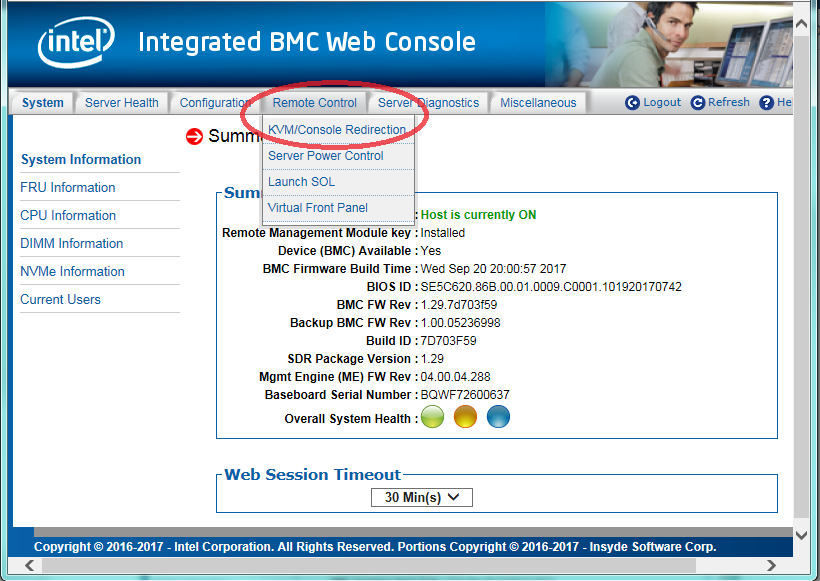 intel Integrated BMC Web Console
System Server Health Configuration Remote Control Server Diagnostics Miscellaneous Logout Refresh He
KVM/Console Redirection
Server Power Control
Launch SOL
Virtual Front Panel
System Information
FRU Information
CPU Information
DIMM Information
NVMe Information
Current Users
Host is currently ON
Remote Management Module key : Installed
Device (BMC) Available : Yes
BMC Firmware Build Time : Wed Sep 20 20:00:57 2017
BIOS ID : SE5C620.86B.00.01.0009.C0001.101920170742
BMC FW Rev : 1.29.7d703f59
Backup BMC FW Rev : 1.00.05236998
Build ID : 7D703F59
SDR Package Version : 1.29
Mgmt Engine (ME) FW Rev : 04.00.04.288
Baseboard Serial Number : BQWF72600637
Overall System Health :
Web Session Timeout
30 Min(s)
Copyright © 2016-2017 - Intel Corporation. All Rights Reserved. Portions Copyright © 2016-2017 - Insyde Software Corp.